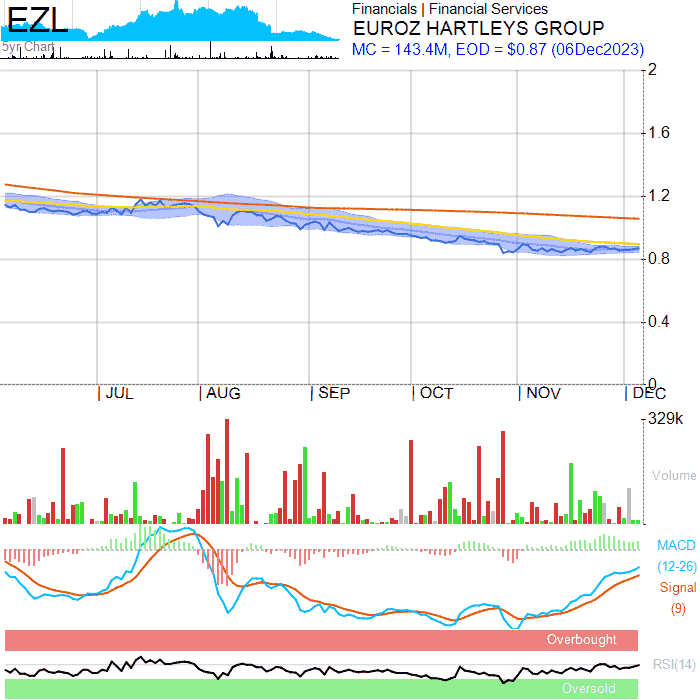 EZL
5yr Chart
Financials | Financial Services
EUROZ HARTLEYS GROUP
MC = 143.4M, EOD = $0.87 (06Dec2023)
2
1.6
1.2
0.8
0.4
0
JUL AUG SEP OCT NOV DEC
329k
Volume
MACD
(12-26)
Signal
(9)
Overbought
RSI(14)
Oversold